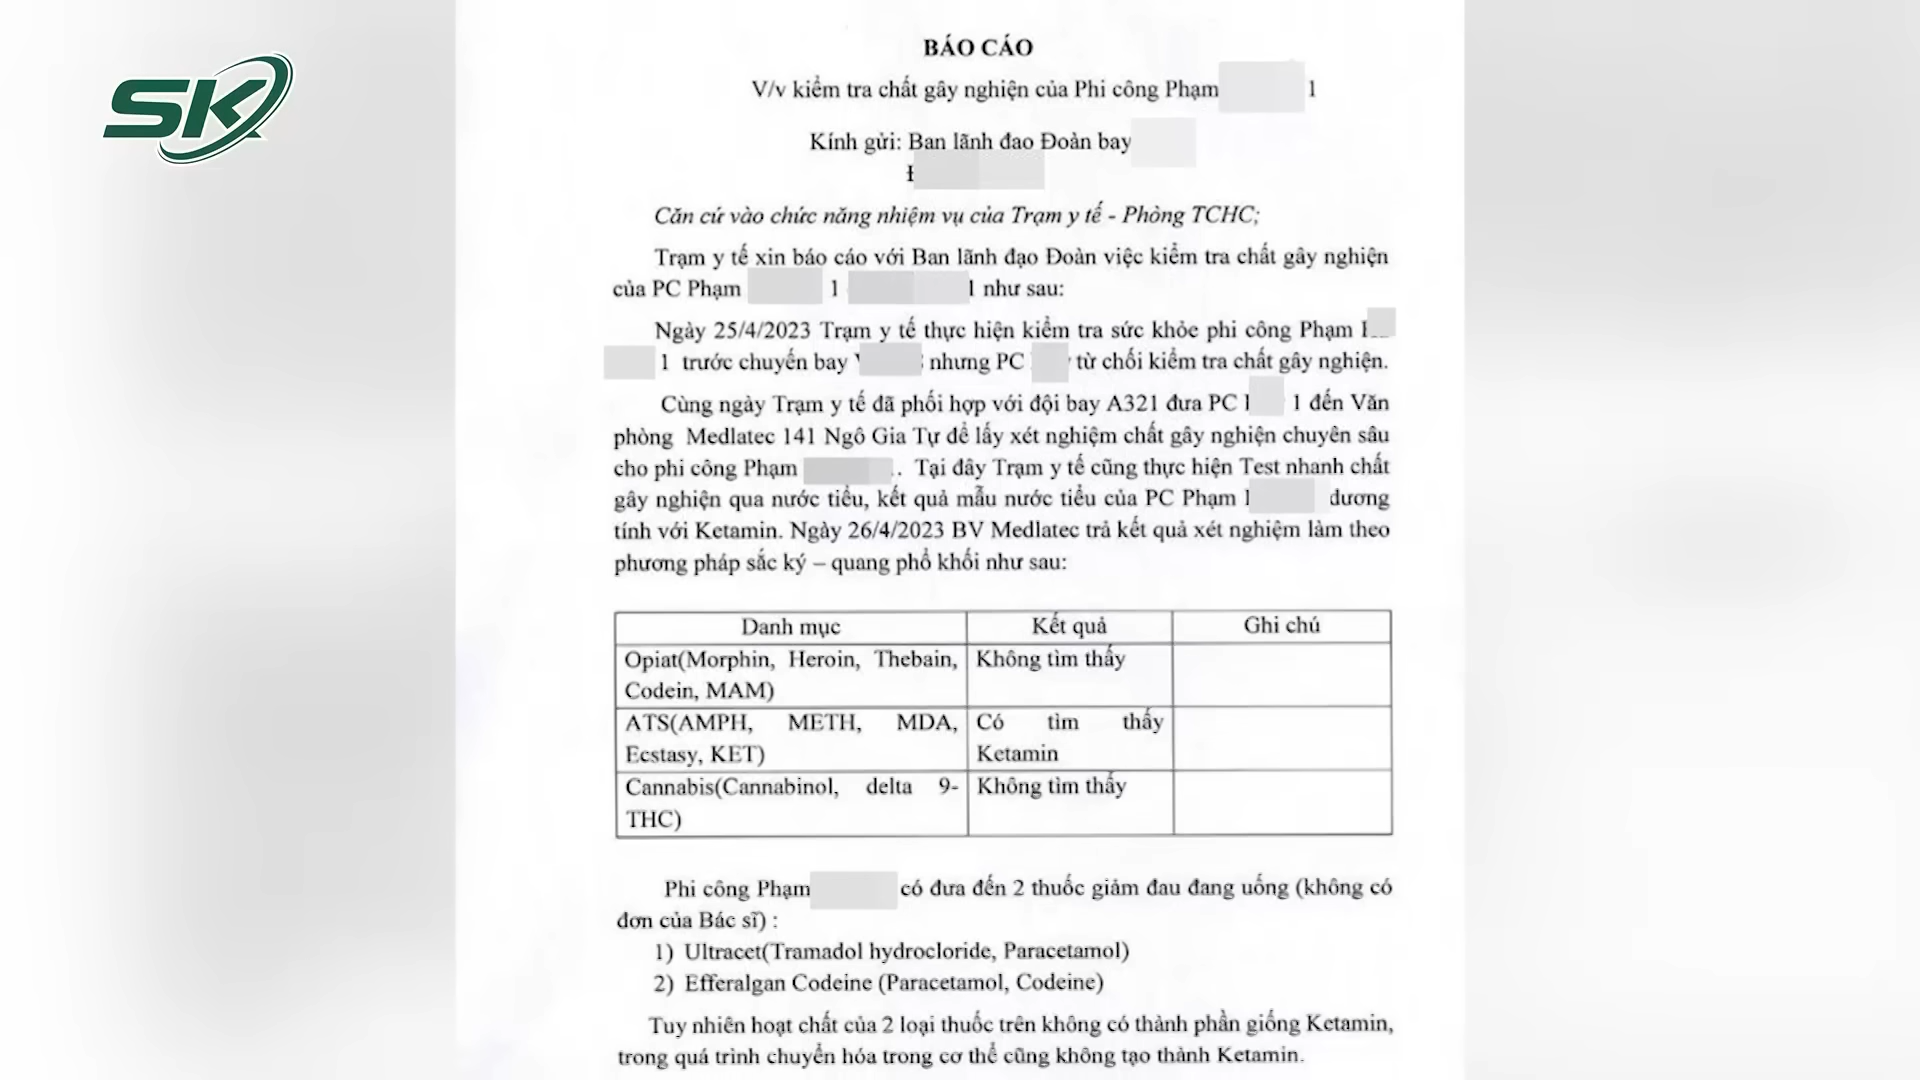 SK
BÁO CÁO
V/v kiểm tra chất gây nghiện của Phi công Phạm 1
Kính gửi: Ban lãnh đao Đoàn bay
Căn cứ vào chức năng nhiệm vụ của Trạm y tế - Phòng TCHC;
Trạm y tế xin báo cáo với Ban lãnh đạo Đoàn việc kiểm tra chất gây nghiện
của PC Phạm 1 1 như sau:
Ngày 25/4/2023 Trạm y tế thực hiện kiểm tra sức khỏe phi công Phạm
1 trước chuyến bay nhưng PC từ chối kiểm tra chất gây nghiện.
Cùng ngày Trạm y tế đã phối hợp với đội bay A321 đưa PC 1 đến Văn
phòng Medlatec 141 Ngô Gia Tự để lấy xét nghiệm chất gây nghiện chuyên sâu
cho phi công Phạm . Tại đây Trạm y tế cũng thực hiện Test nhanh chất
gây nghiện qua nước tiểu, kết quả mẫu nước tiểu của PC Phạm dương
tính với Ketamin. Ngày 26/4/2023 BV Medlatec trả kết quả xét nghiệm làm theo
phương pháp sắc ký – quang phổ khối như sau:
Danh mục Kết quả Ghi chú
Opiat(Morphin, Heroin, Thebain, Không tìm thấy
Codein, MAM)
ATS(AMPH, METH, MDA, Có tìm thấy
Ecstasy, KET) Ketamin
Cannabis(Cannabinol, delta 9- Không tìm thấy
THC)
Phi công Phạm có đưa đến 2 thuốc giảm đau đang uống (không có
đơn của Bác sĩ) :
1) Ultracet(Tramadol hydrocloride, Paracetamol)
2) Efferalgan Codeine (Paracetamol, Codeine)
Tuy nhiên hoạt chất của 2 loại thuốc trên không có thành phần giống Ketamin,
trong quá trình chuyển hóa trong cơ thể cũng không tạo thành Ketamin.